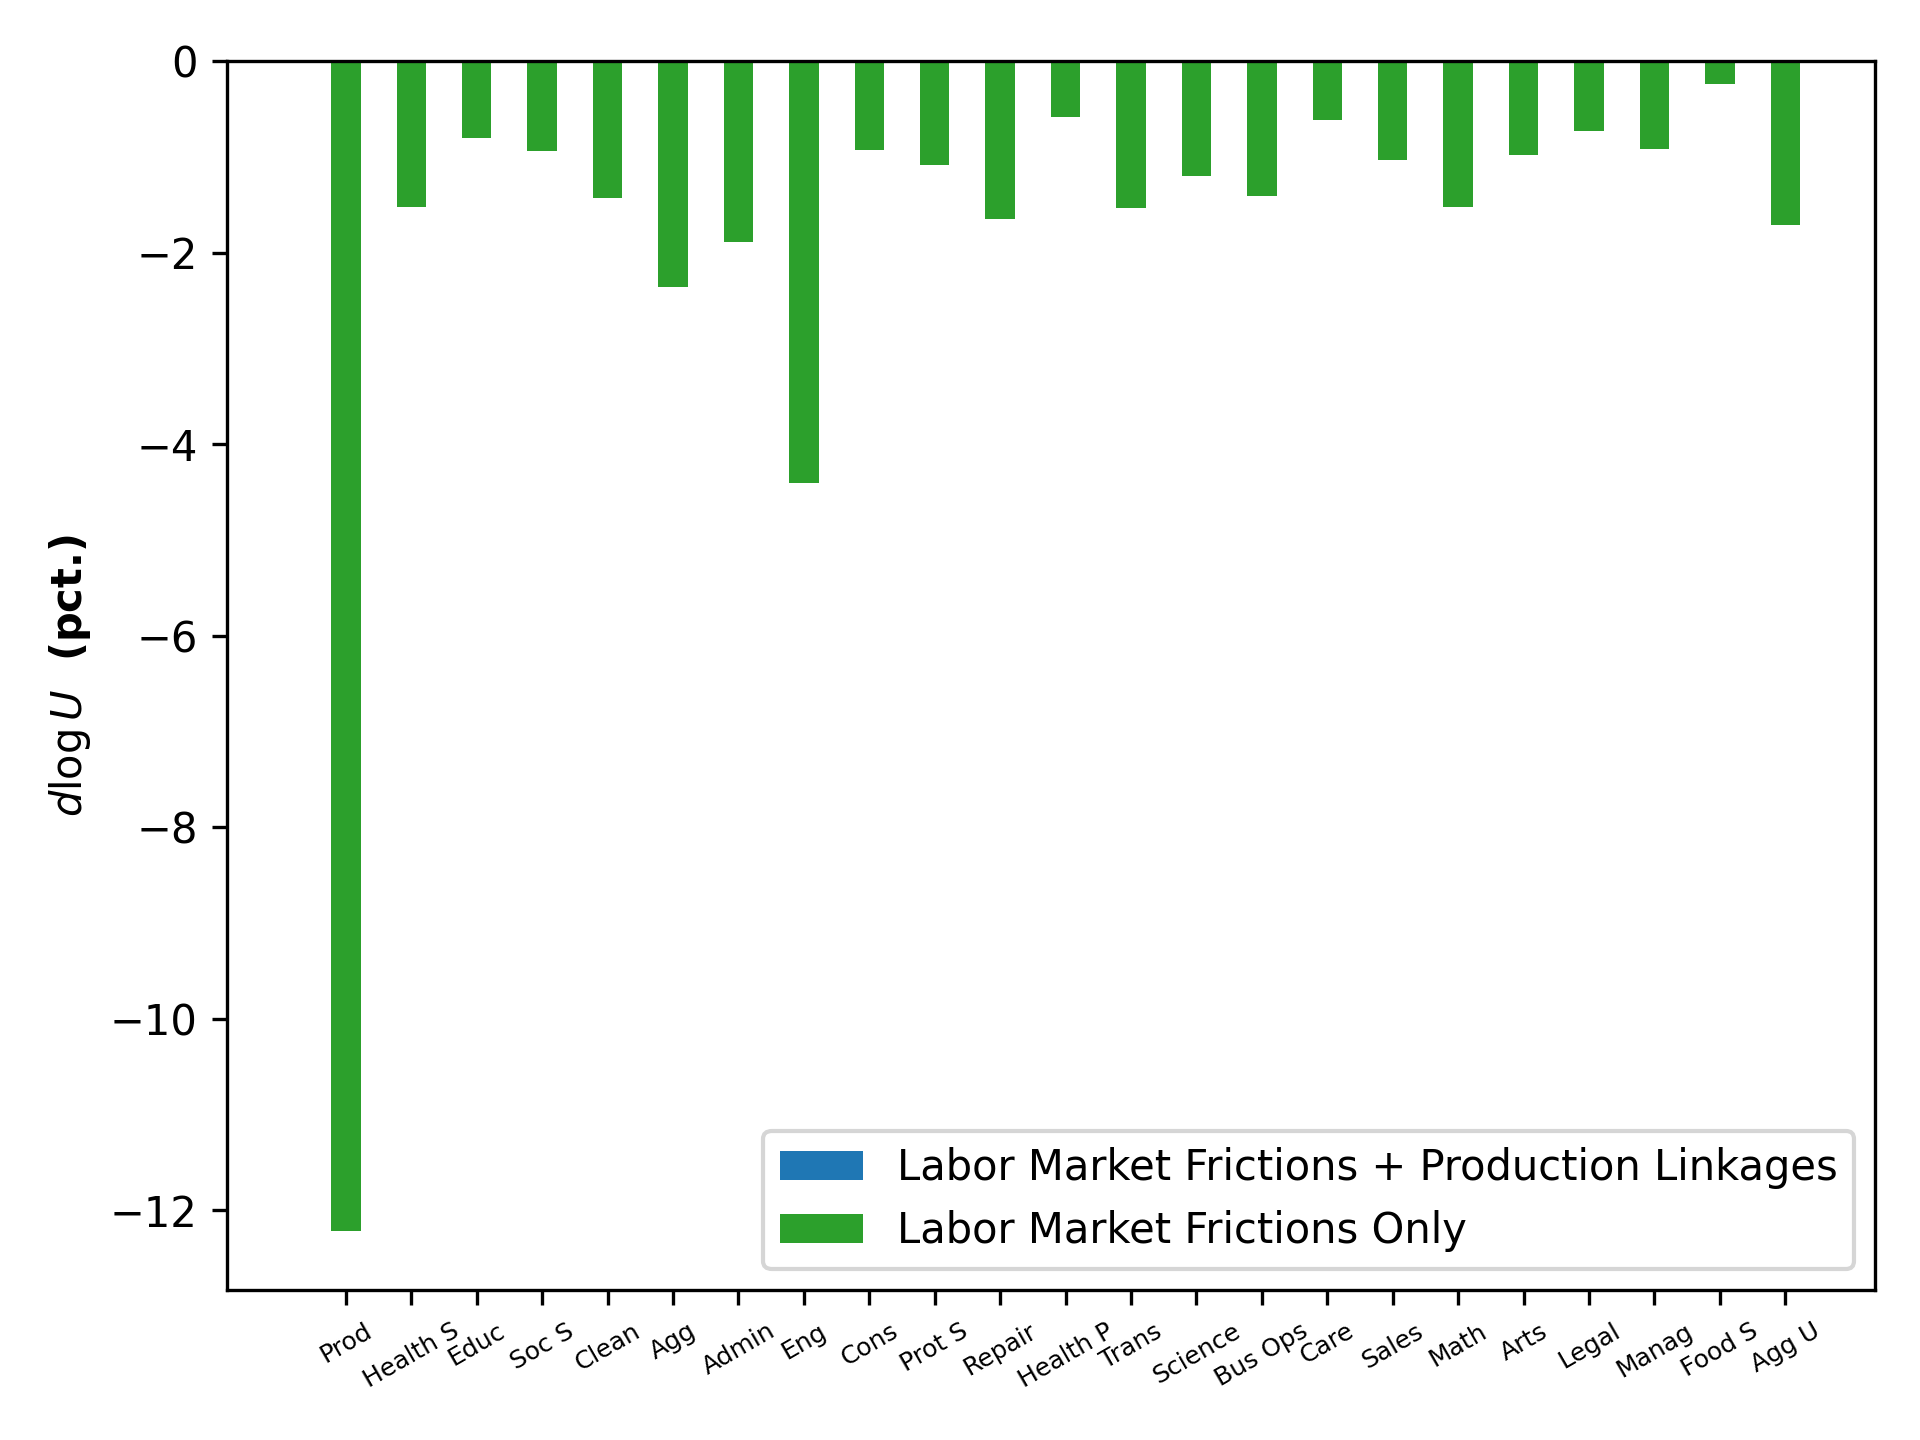 0
−2
−4
−6
−8
−10
−12
dlog U (pct.)
Labor Market Frictions + Production Linkages
Labor Market Frictions Only
Prod
Health S
Educ
Soc S
Clean
Agg
Admin
Eng
Cons
Prot S
Repair
Health P
Trans
Science
Bus Ops
Care
Sales
Math
Arts
Legal
Manag
Food S
Agg U